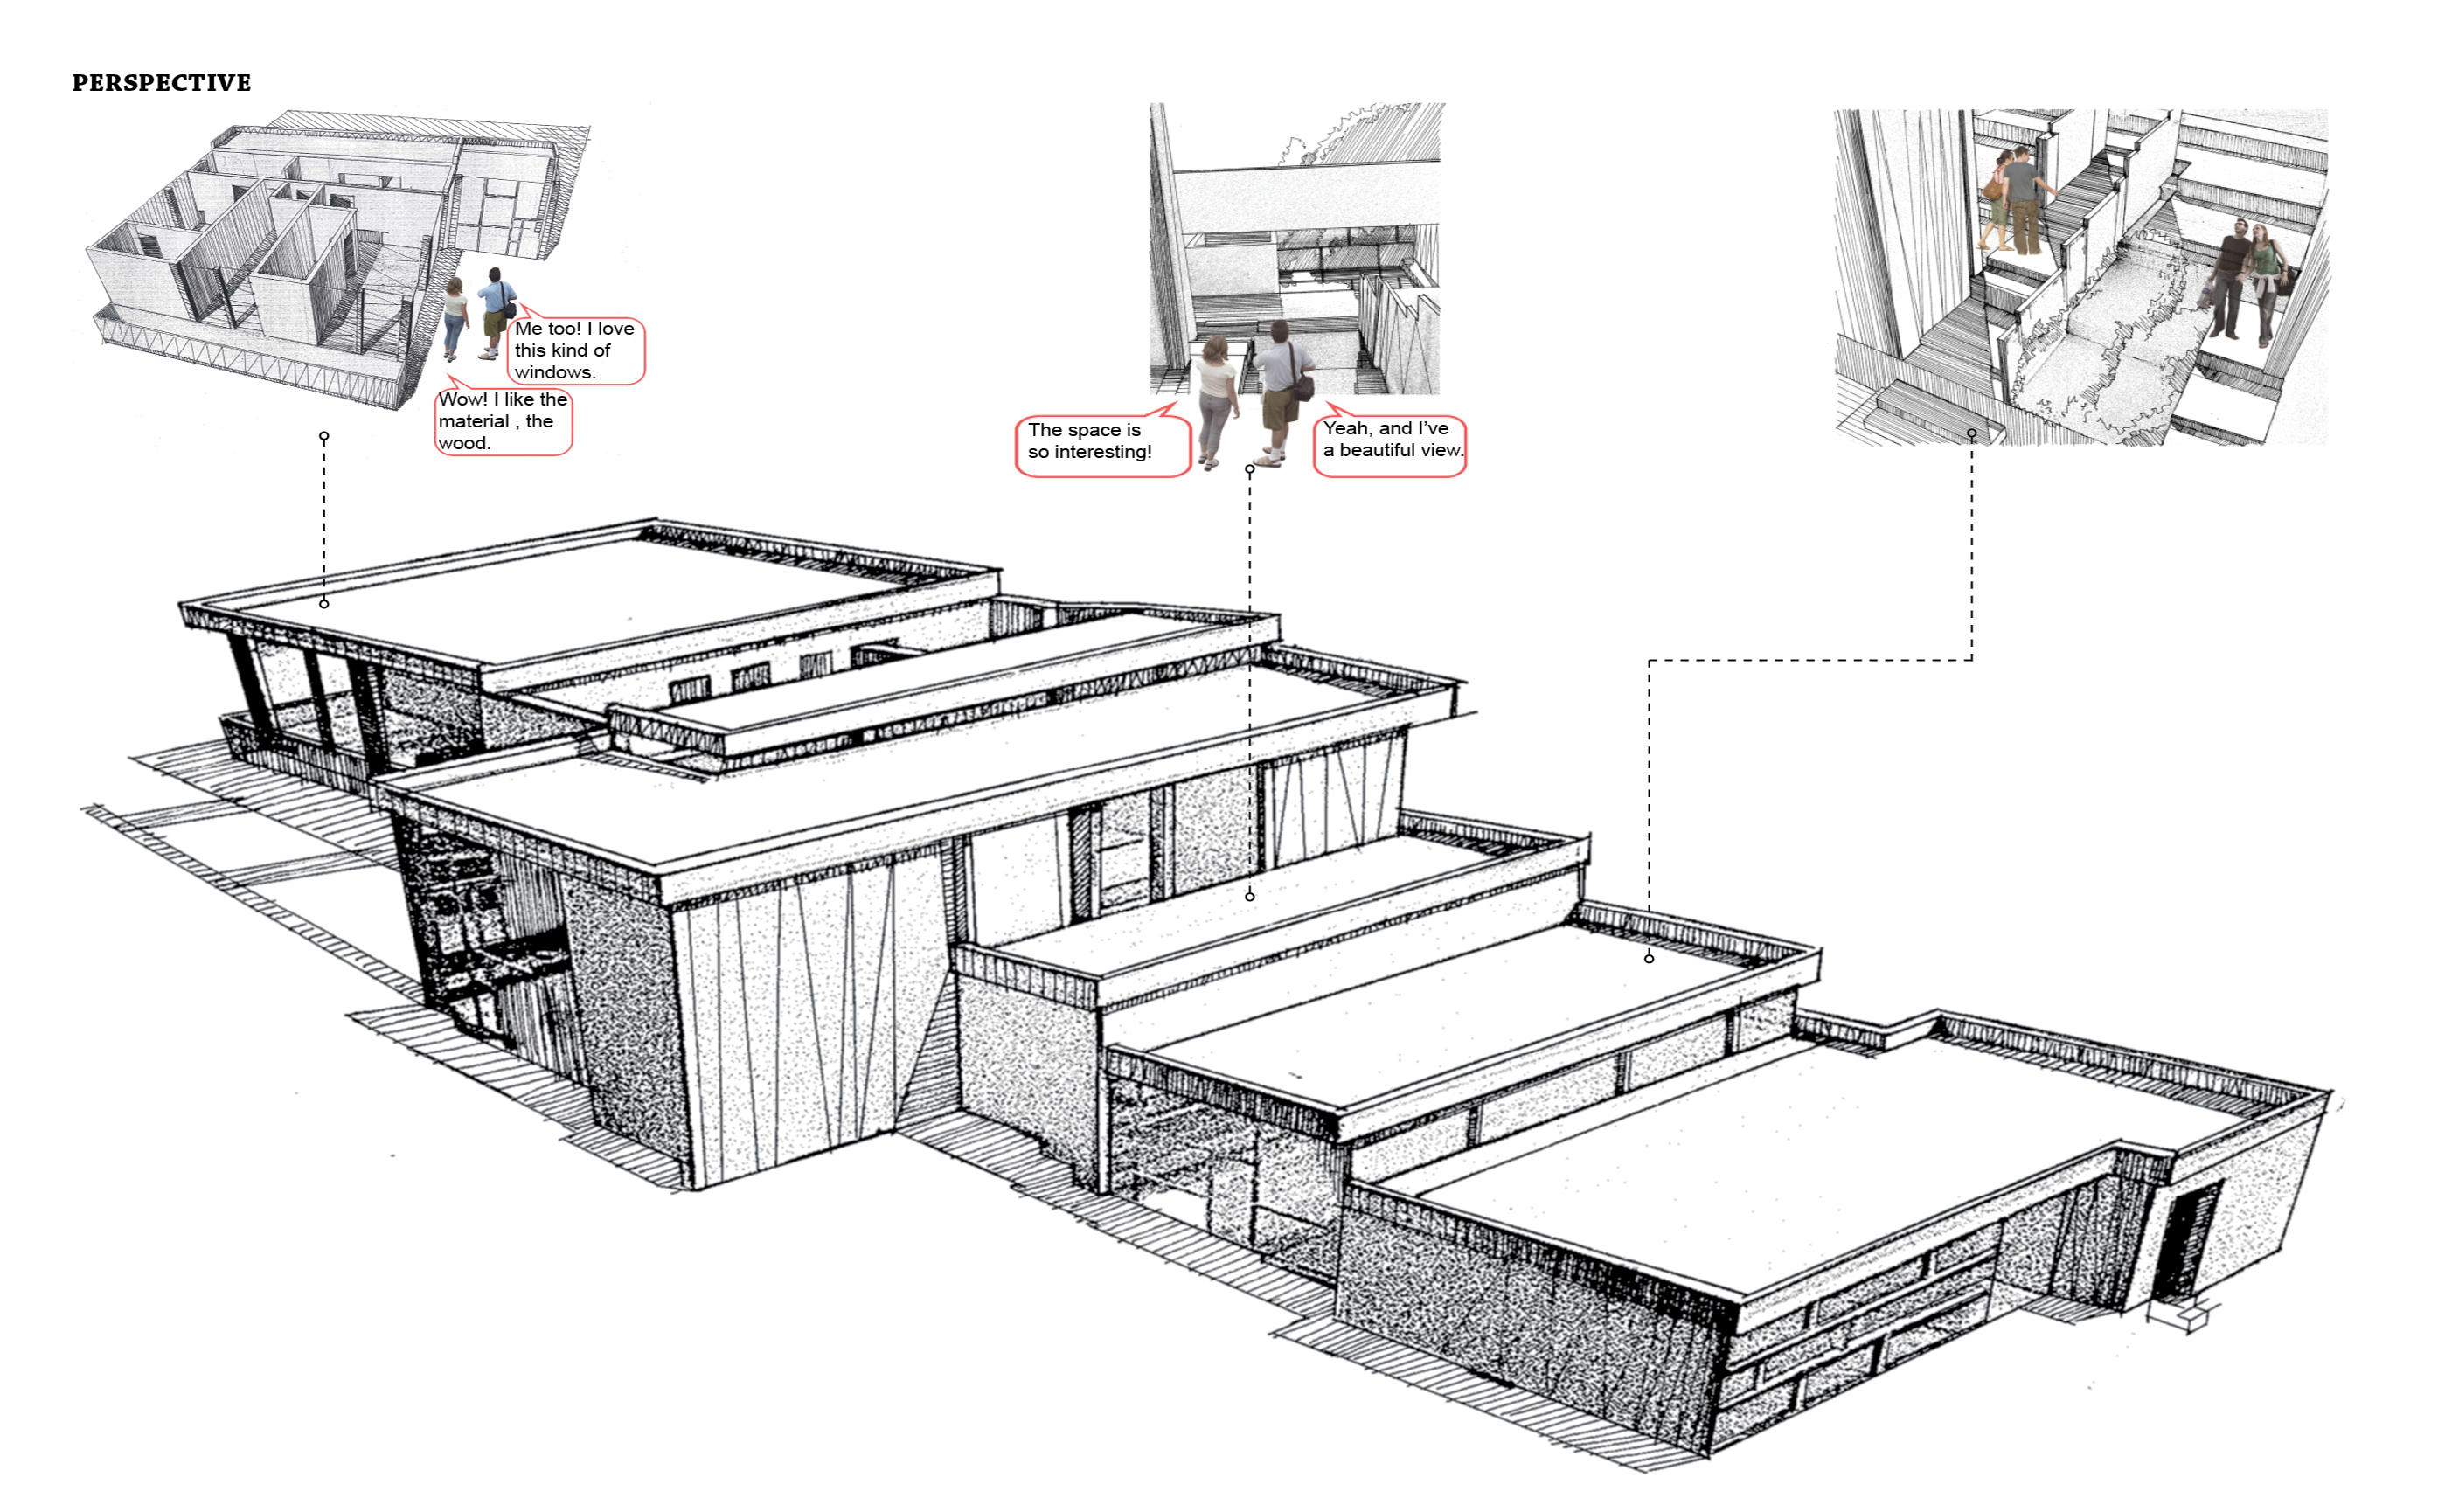 PERSPECTIVE
Me too! I love
this kind of
windows.
Wow! I like the
material , the
wood.
The space is
so interesting!
Yeah, and I’ve
a beautiful view.